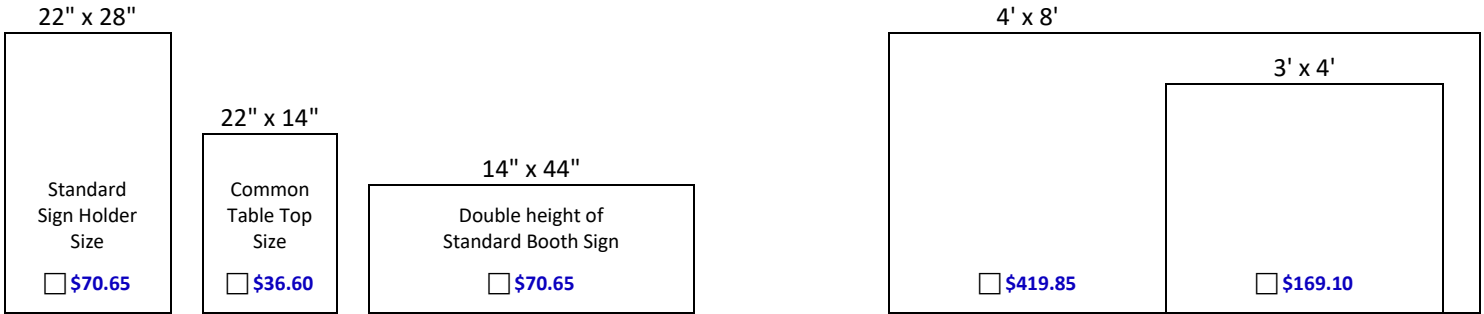 22" x 28"
Standard
Sign Holder
Size
☐ $70.65
22" x 14"
Common
Table Top
Size
☐ $36.60
14" x 44"
Double height of
Standard Booth Sign
☐ $70.65
4' x 8'
☐ $419.85
3' x 4'
☐ $169.10